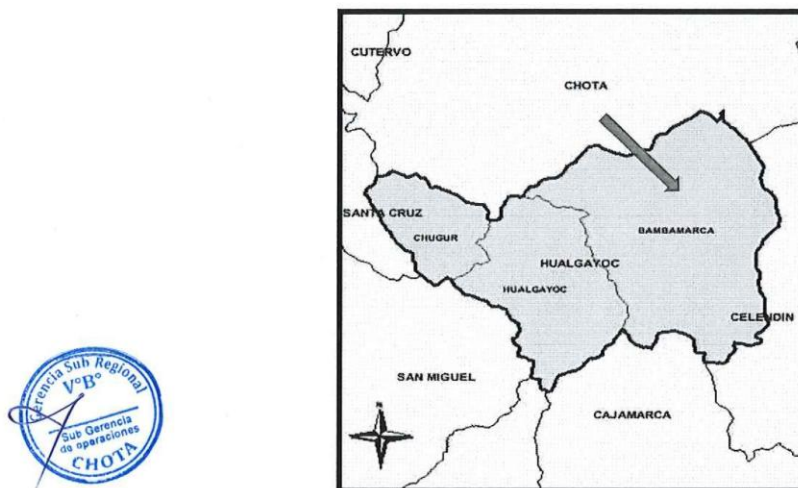 CUTERVO
CHOTA
SANTA CRUZ
CHUGUR
BAMBAMARCA
HUALGAYOC
HUALGAYOC
CELENDIN
SAN MIGUEL
CAJAMARCA
N
Gerencia Sub Regional
V°B°
Sub Gerencia
de operaciones
CHOTA